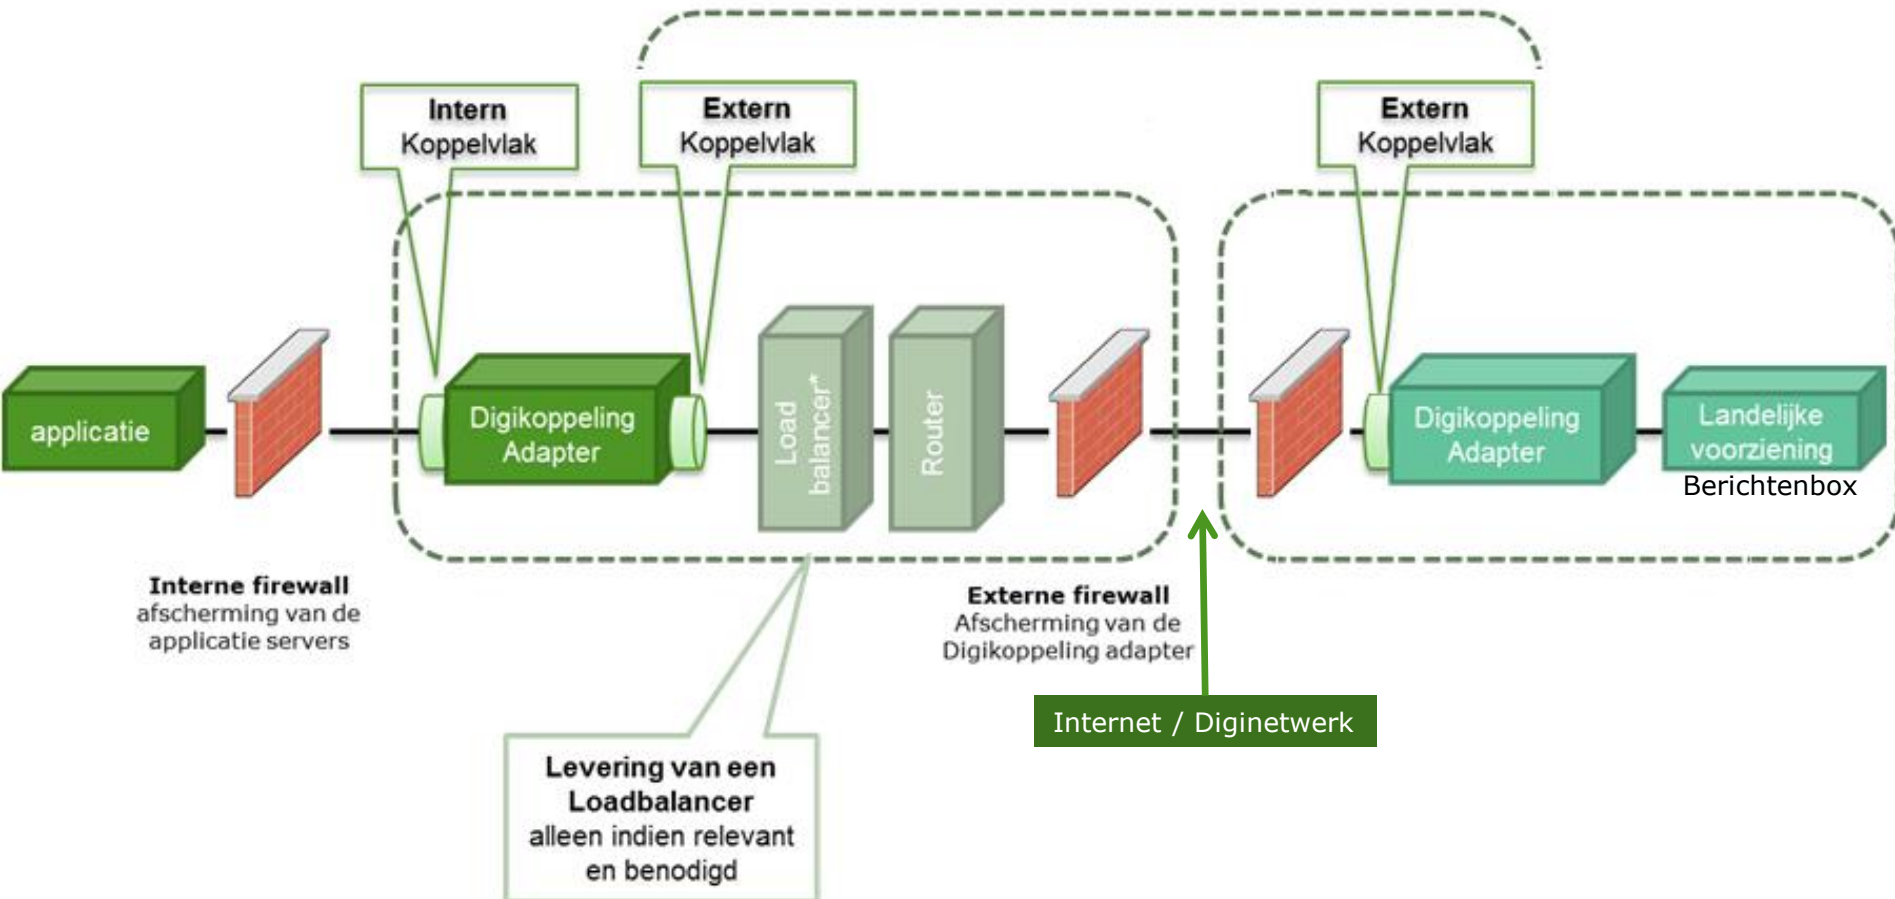 Intern
Koppelvlak
Extern
Koppelvlak
Extern
Koppelvlak
applicatie
Digikoppeling
Adapter
Load
balancer*
Router
Digikoppeling
Adapter
Landelijke
voorziening
Berichtenbox
Interne firewall
afscherming van de
applicatie servers
Externe firewall
Afscherming van de
Digikoppeling adapter
Internet / Diginetwerk
Levering van een
Loadbalancer
alleen indien relevant
en benodigd